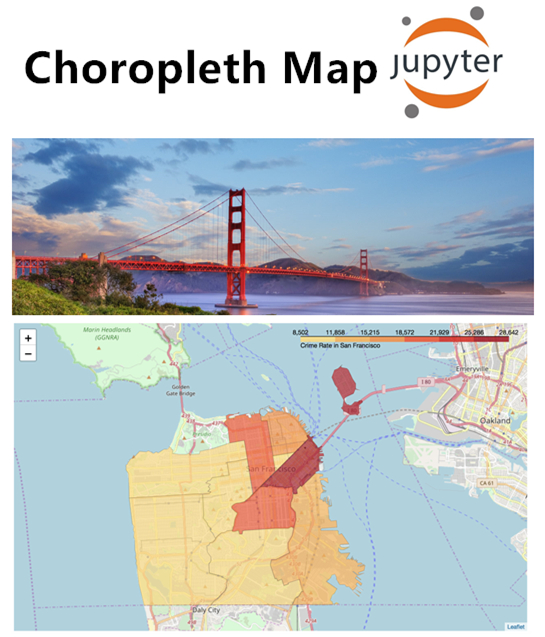 Choropleth Map
jupyter
+
−
Marin Headlands
(GGNRA)
8,502 11,858 15,215 18,572 21,929 25,286 28,642
Crime Rate in San Francisco
Golden
Gate Bridge
Emeryville
I 80
Oakland
San Francisco
CA 61
Daly City
Leaflet